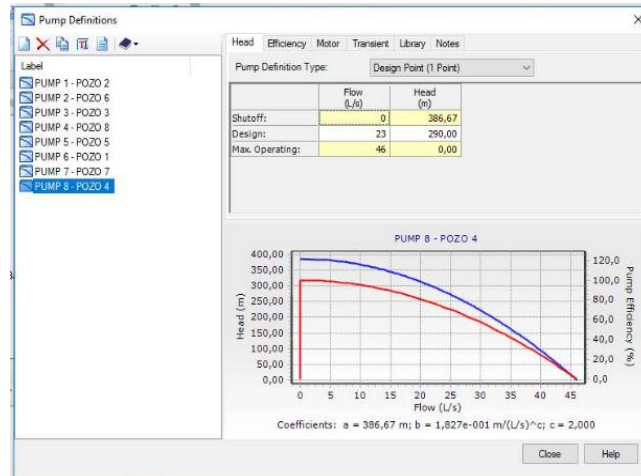 Pump Definitions
Label
PUMP 1 - POZO 2
PUMP 2 - POZO 6
PUMP 3 - POZO 3
PUMP 4 - POZO 8
PUMP 5 - POZO 5
PUMP 6 - POZO 1
PUMP 7 - POZO 7
PUMP 8 - POZO 4
Head Efficiency Motor Transient Library Notes
Pump Definition Type: Design Point (1 Point)
Flow (L/s) Head (m)
Shutoff: 0 386,67
Design: 23 290,00
Max. Operating: 46 0,00
PUMP 8 - POZO 4
Head (m)
400,00
350,00
300,00
250,00
200,00
150,00
100,00
50,00
0,00
120,0
100,0
80,0
60,0
40,0
20,0
0,0
Pump Efficiency (%)
0 5 10 15 20 25 30 35 40 45
Flow (L/s)
Coefficients: a = 386,67 m; b = 1,827e-001 m/(L/s)^c; c = 2,000
Close Help